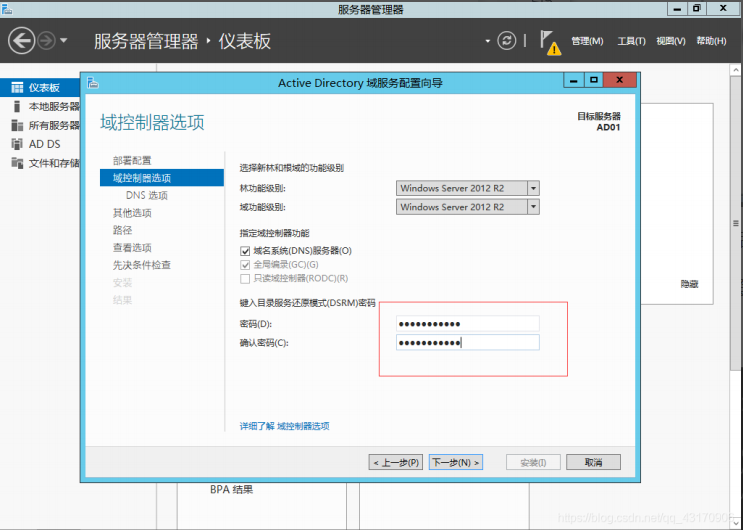 服务器管理器
服务器管理器 · 仪表板
管理(M) 工具(T) 视图(V) 帮助(H)
仪表板
本地服务器
所有服务器
AD DS
文件和存储
Active Directory 域服务配置向导
域控制器选项
目标服务器
AD01
部署配置
域控制器选项
DNS 选项
其他选项
路径
查看选项
先决条件检查
安装
结果
选择新林和根域的功能级别
林功能级别: Windows Server 2012 R2
域功能级别: Windows Server 2012 R2
指定域控制器功能
域名系统(DNS)服务器(O)
全局编录(GC)(G)
只读域控制器(RODC)(R)
键入目录服务还原模式(DSRM)密码
密码(D): ●●●●●●●●●●●
确认密码(C): ●●●●●●●●●●●
详细了解 域控制器选项
< 上一步(P) 下一步(N) > 安装(I) 取消
隐藏
BPA 结果